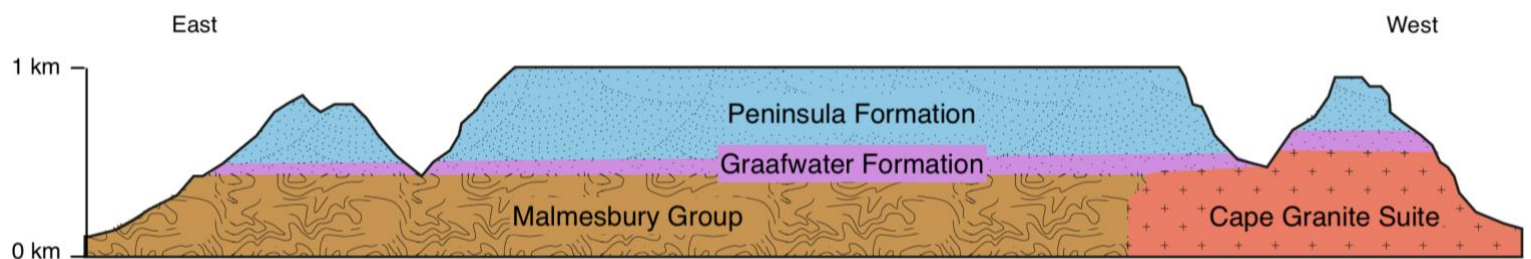 East
West
1 km
Peninsula Formation
Graafwater Formation
Malmesbury Group
Cape Granite Suite
0 km